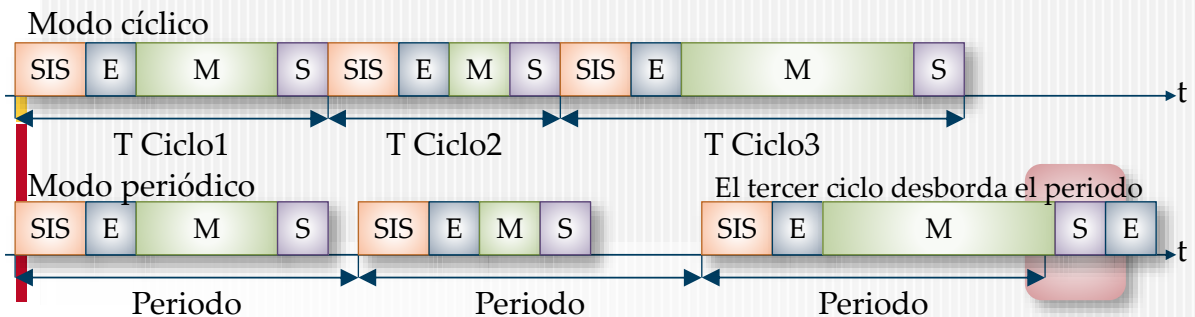 Modo cíclico
SIS E M S SIS E M S SIS E M S
t
T Ciclo1 T Ciclo2 T Ciclo3
Modo periódico El tercer ciclo desborda el periodo
SIS E M S SIS E M S SIS E M S E
t
Periodo Periodo Periodo